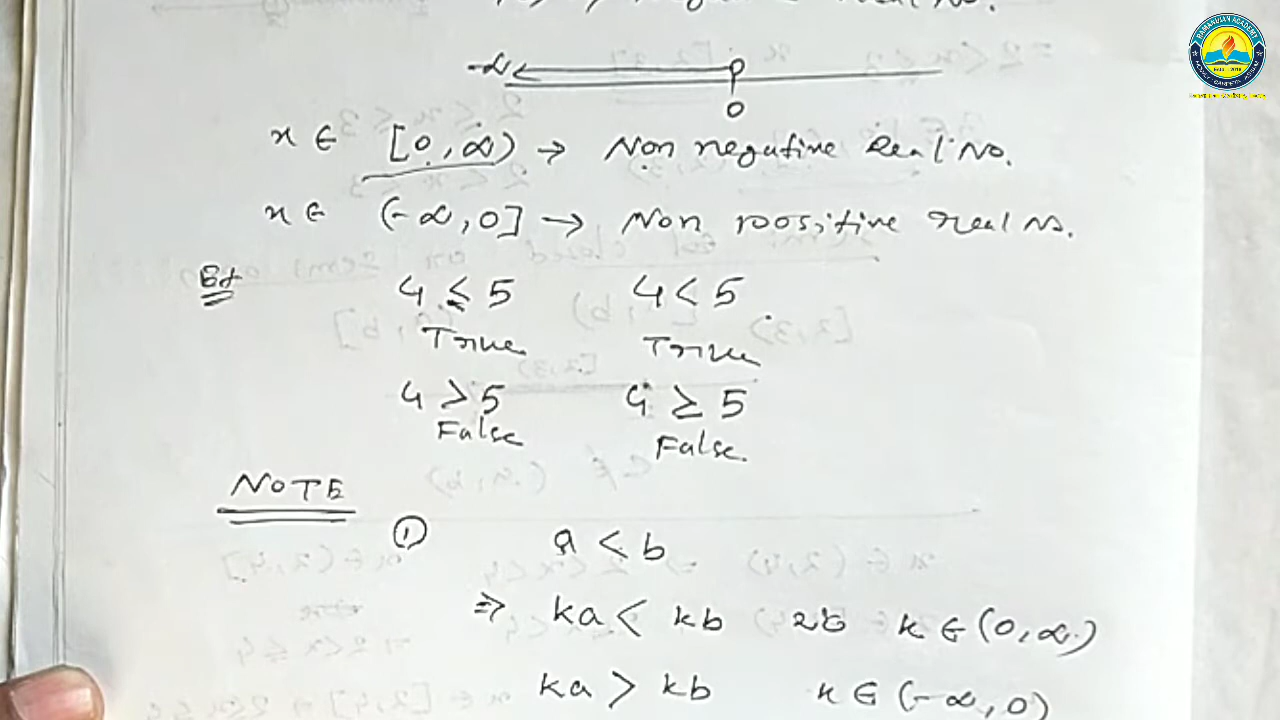 -∞
0
x ∈ [0, ∞) → Non negative Real No.
x ∈ (-∞, 0] → Non positive real no.
Ex 4 ≤ 5 4 < 5
True True
4 > 5 4 ≥ 5
False False.
NOTE
① a < b
⇒ ka < kb if k ∈ (0, ∞)
ka > kb k ∈ (-∞, 0)